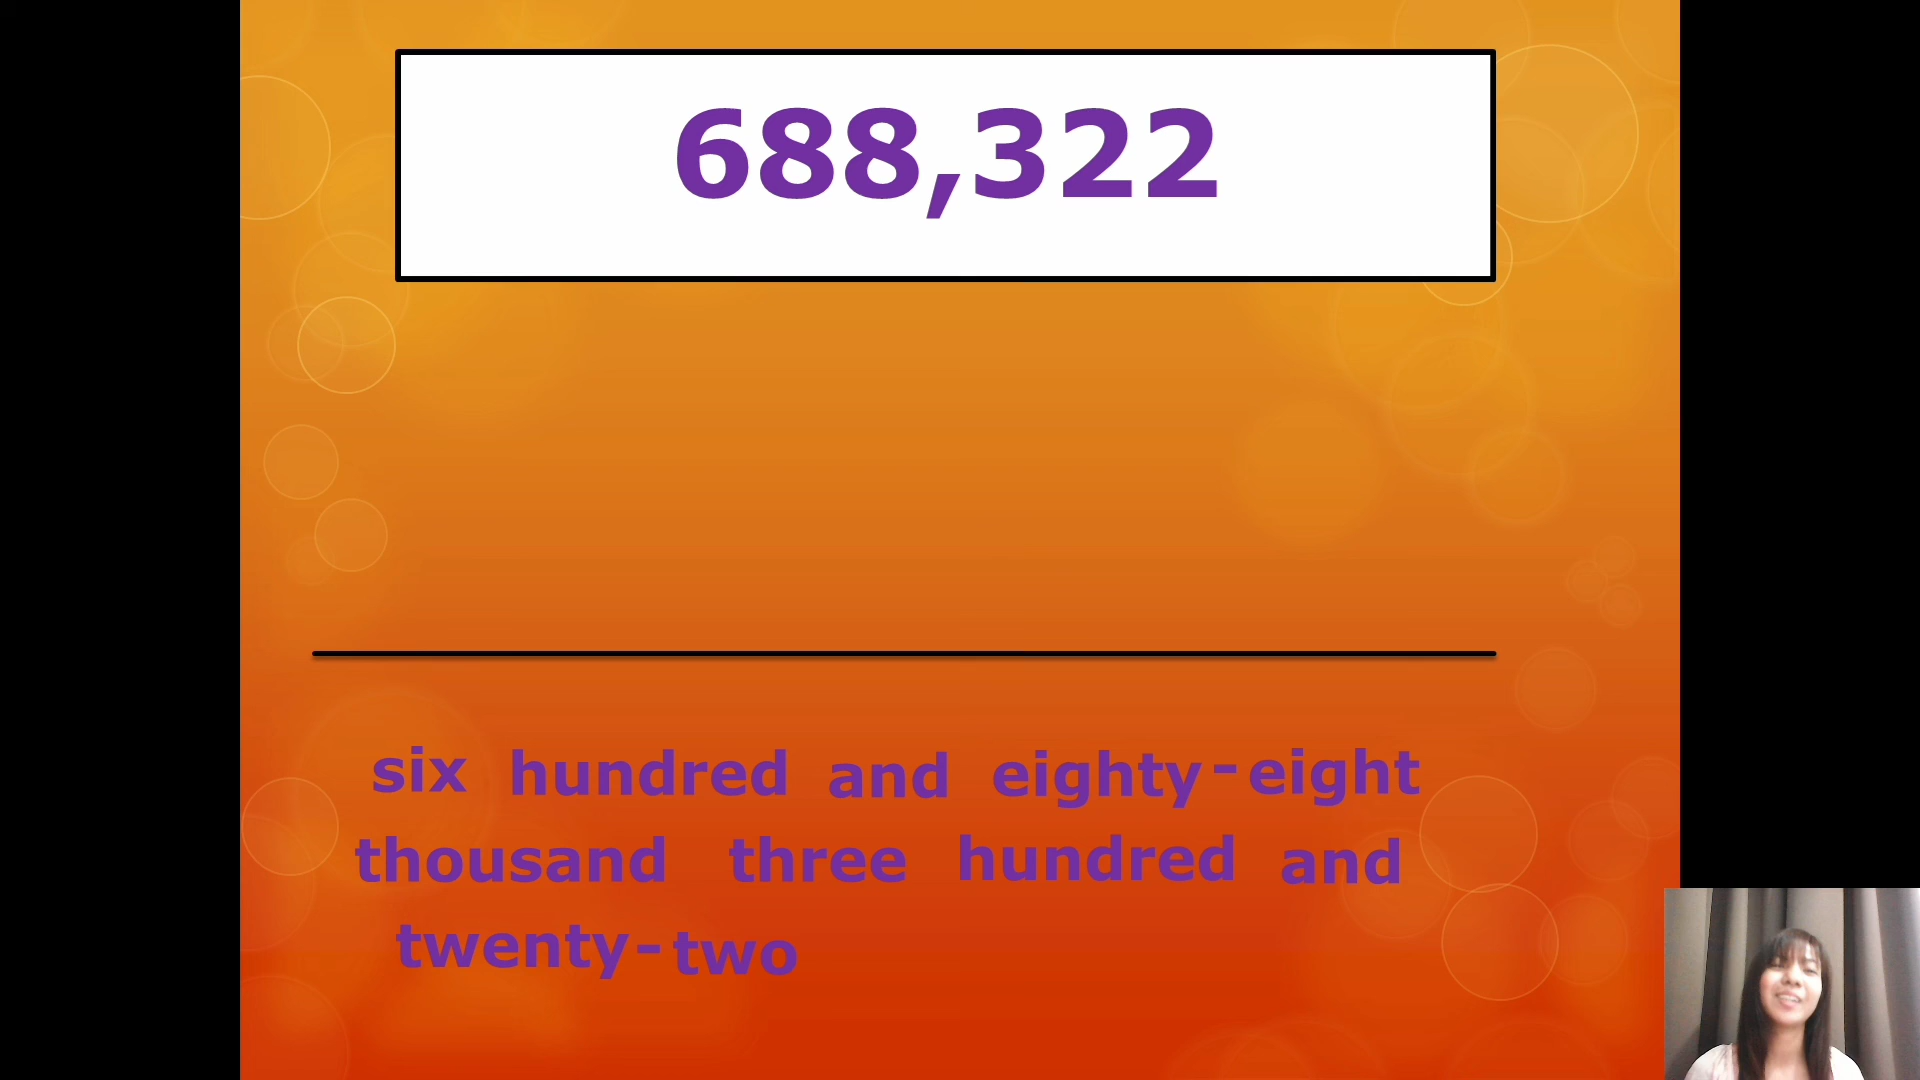 688,322
six hundred and eighty-eight
thousand three hundred and
twenty-two